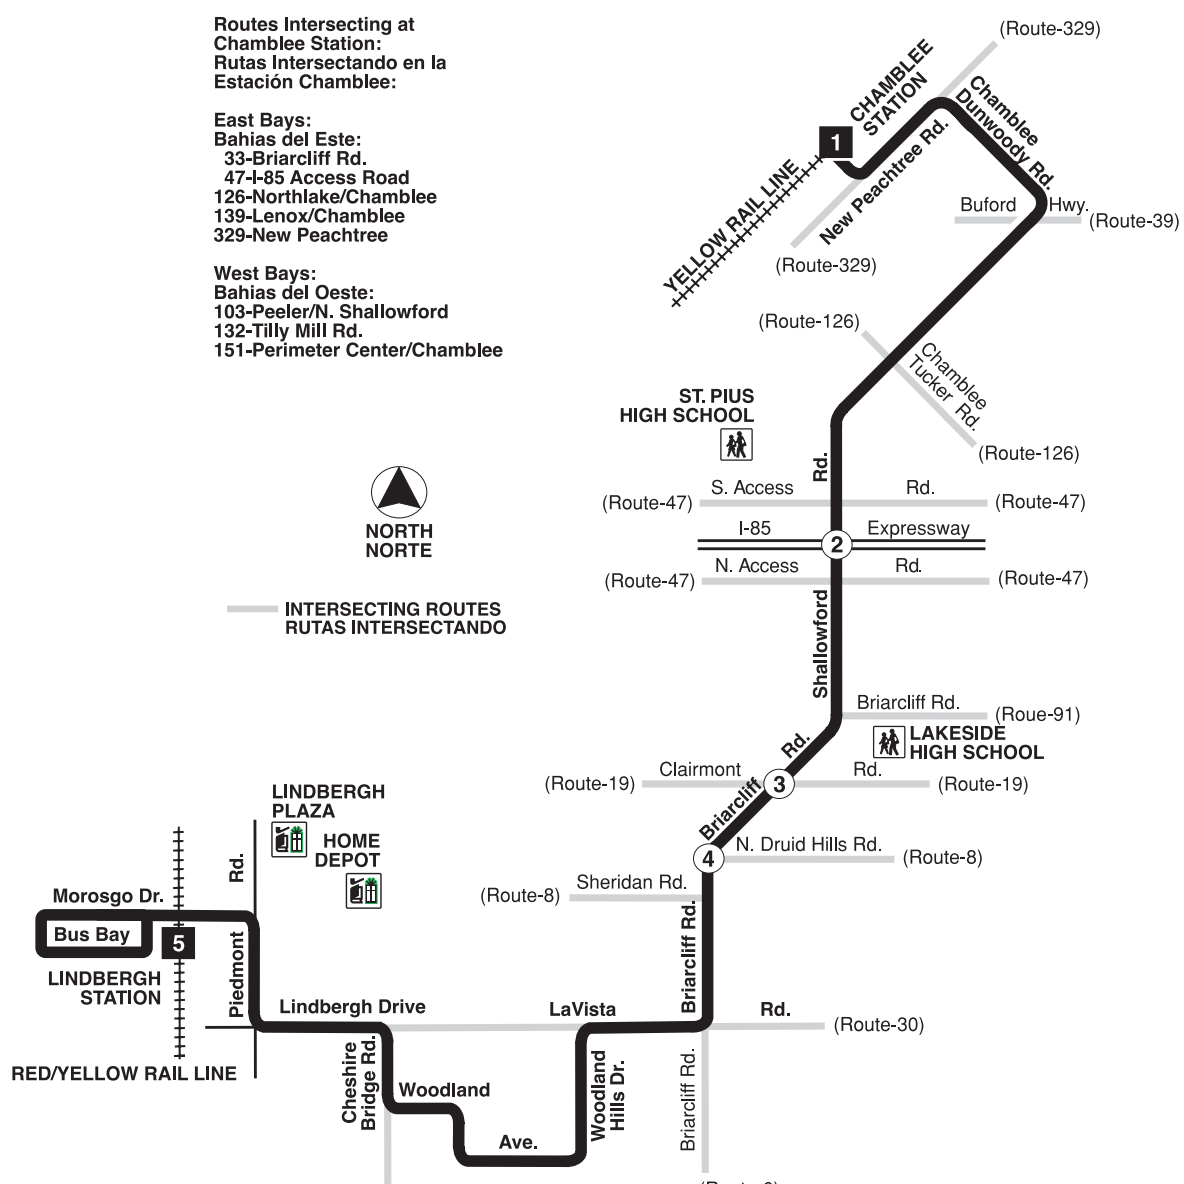 Routes Intersecting at
Chamblee Station:
Rutas Intersectando en la
Estación Chamblee:
East Bays:
Bahias del Este:
33-Briarcliff Rd.
47-I-85 Access Road
126-Northlake/Chamblee
139-Lenox/Chamblee
329-New Peachtree
West Bays:
Bahias del Oeste:
103-Peeler/N. Shallowford
132-Tilly Mill Rd.
151-Perimeter Center/Chamblee
(Route-329)
CHAMBLEE
STATION
1
Chamblee
Dunwoody Rd.
New Peachtree Rd.
YELLOW RAIL LINE
Buford Hwy.
(Route-39)
(Route-329)
(Route-126)
Chamblee
Tucker Rd.
(Route-126)
ST. PIUS
HIGH SCHOOL
Rd.
(Route-47) S. Access Rd. (Route-47)
NORTH
NORTE
I-85 2 Expressway
(Route-47) N. Access Rd. (Route-47)
INTERSECTING ROUTES
RUTAS INTERSECTANDO
Shallowford
Briarcliff Rd. (Roue-91)
LAKESIDE
HIGH SCHOOL
Rd.
(Route-19) Clairmont 3 Rd. (Route-19)
Briarcliff
LINDBERGH
PLAZA
HOME
DEPOT
4 N. Druid Hills Rd. (Route-8)
(Route-8) Sheridan Rd.
Briarcliff Rd.
Rd.
Morosgo Dr.
Bus Bay
5
LINDBERGH
STATION
Piedmont
Lindbergh Drive
LaVista Rd.
(Route-30)
RED/YELLOW RAIL LINE
Cheshire
Bridge Rd.
Woodland
Ave.
Woodland
Hills Dr.
Briarcliff Rd.